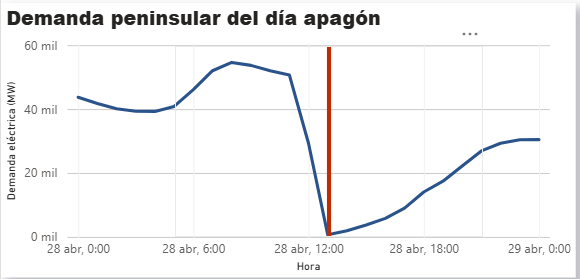 Demanda peninsular del día apagón
...
60 mil
40 mil
20 mil
0 mil
Demanda eléctrica (MW)
28 abr, 0:00 28 abr, 6:00 28 abr, 12:00 28 abr, 18:00 29 abr, 0:00
Hora